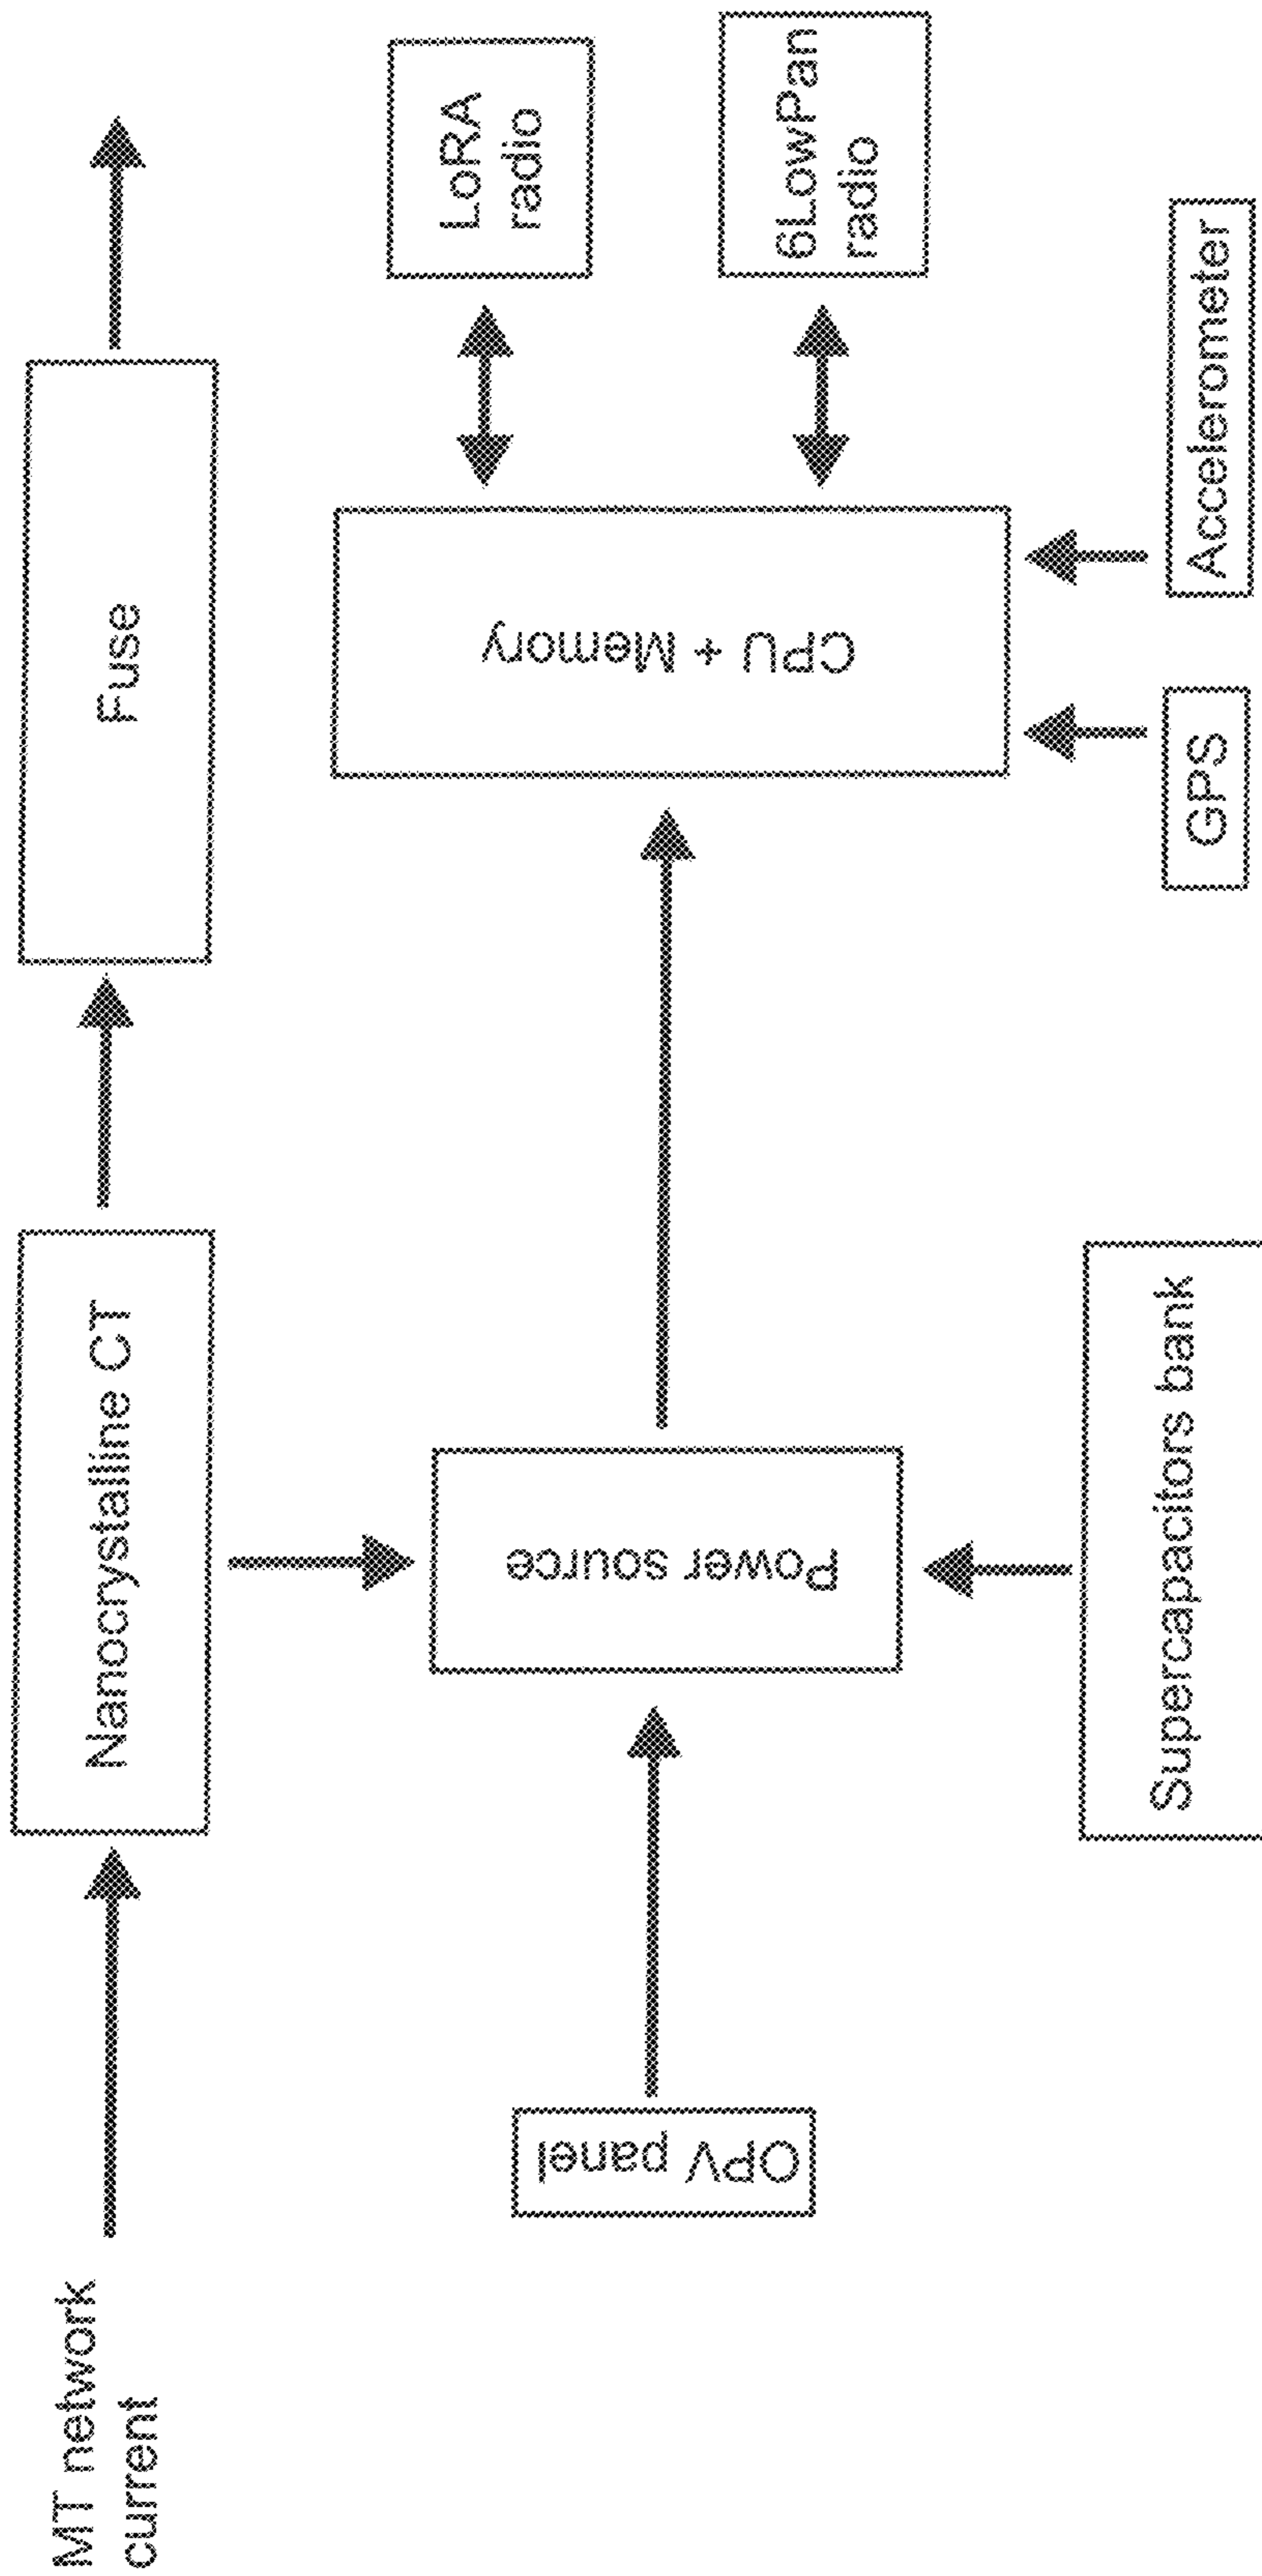 MT network
current
Nanocrystalline CT
Fuse
OPV panel
Power source
CPU + Memory
LoRA
radio
6LowPan
radio
Supercapacitors bank
GPS
Accelerometer